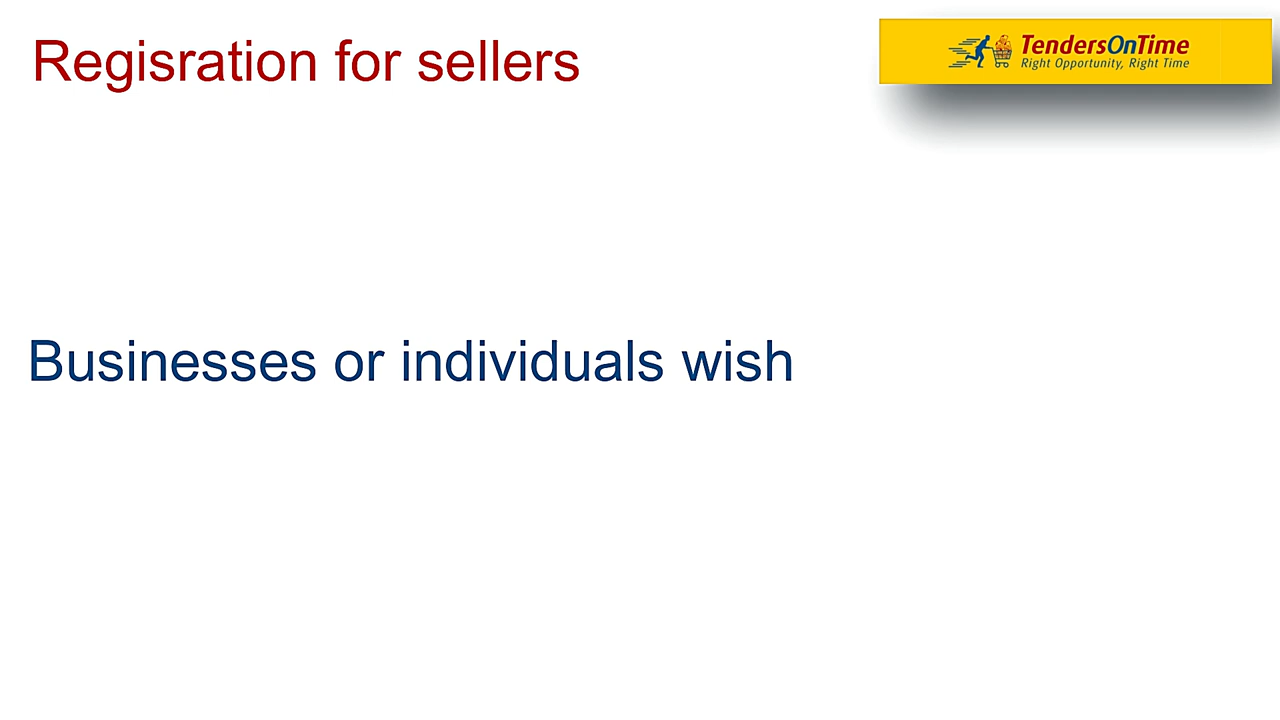 Regisration for sellers
TendersOnTime
Right Opportunity, Right Time
Businesses or individuals wish